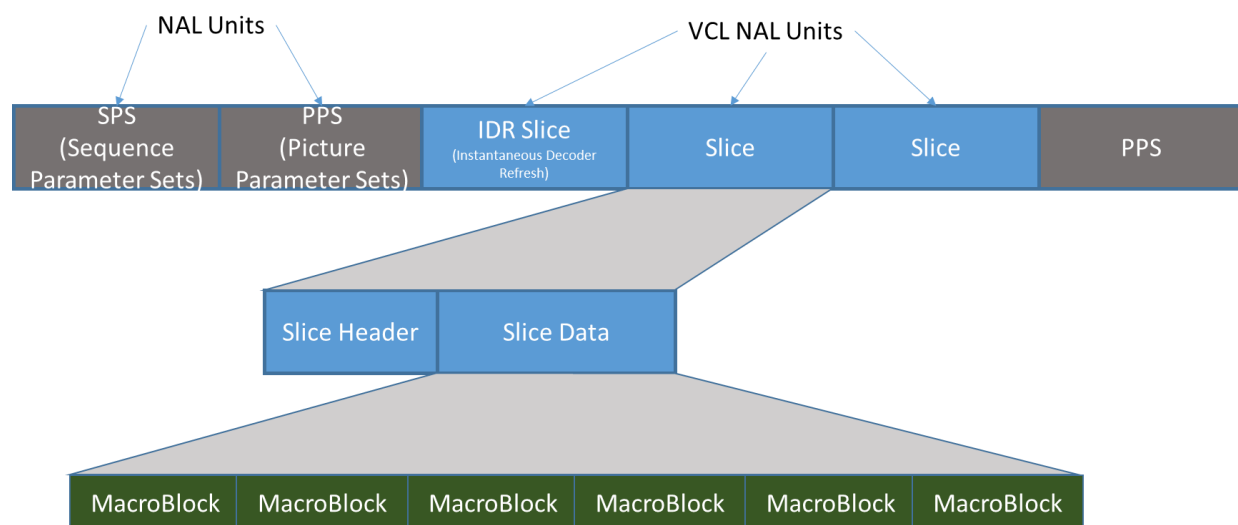 NAL Units
VCL NAL Units
SPS
(Sequence
Parameter Sets)
PPS
(Picture
Parameter Sets)
IDR Slice
(Instantaneous Decoder
Refresh)
Slice
Slice
PPS
Slice Header
Slice Data
MacroBlock
MacroBlock
MacroBlock
MacroBlock
MacroBlock
MacroBlock